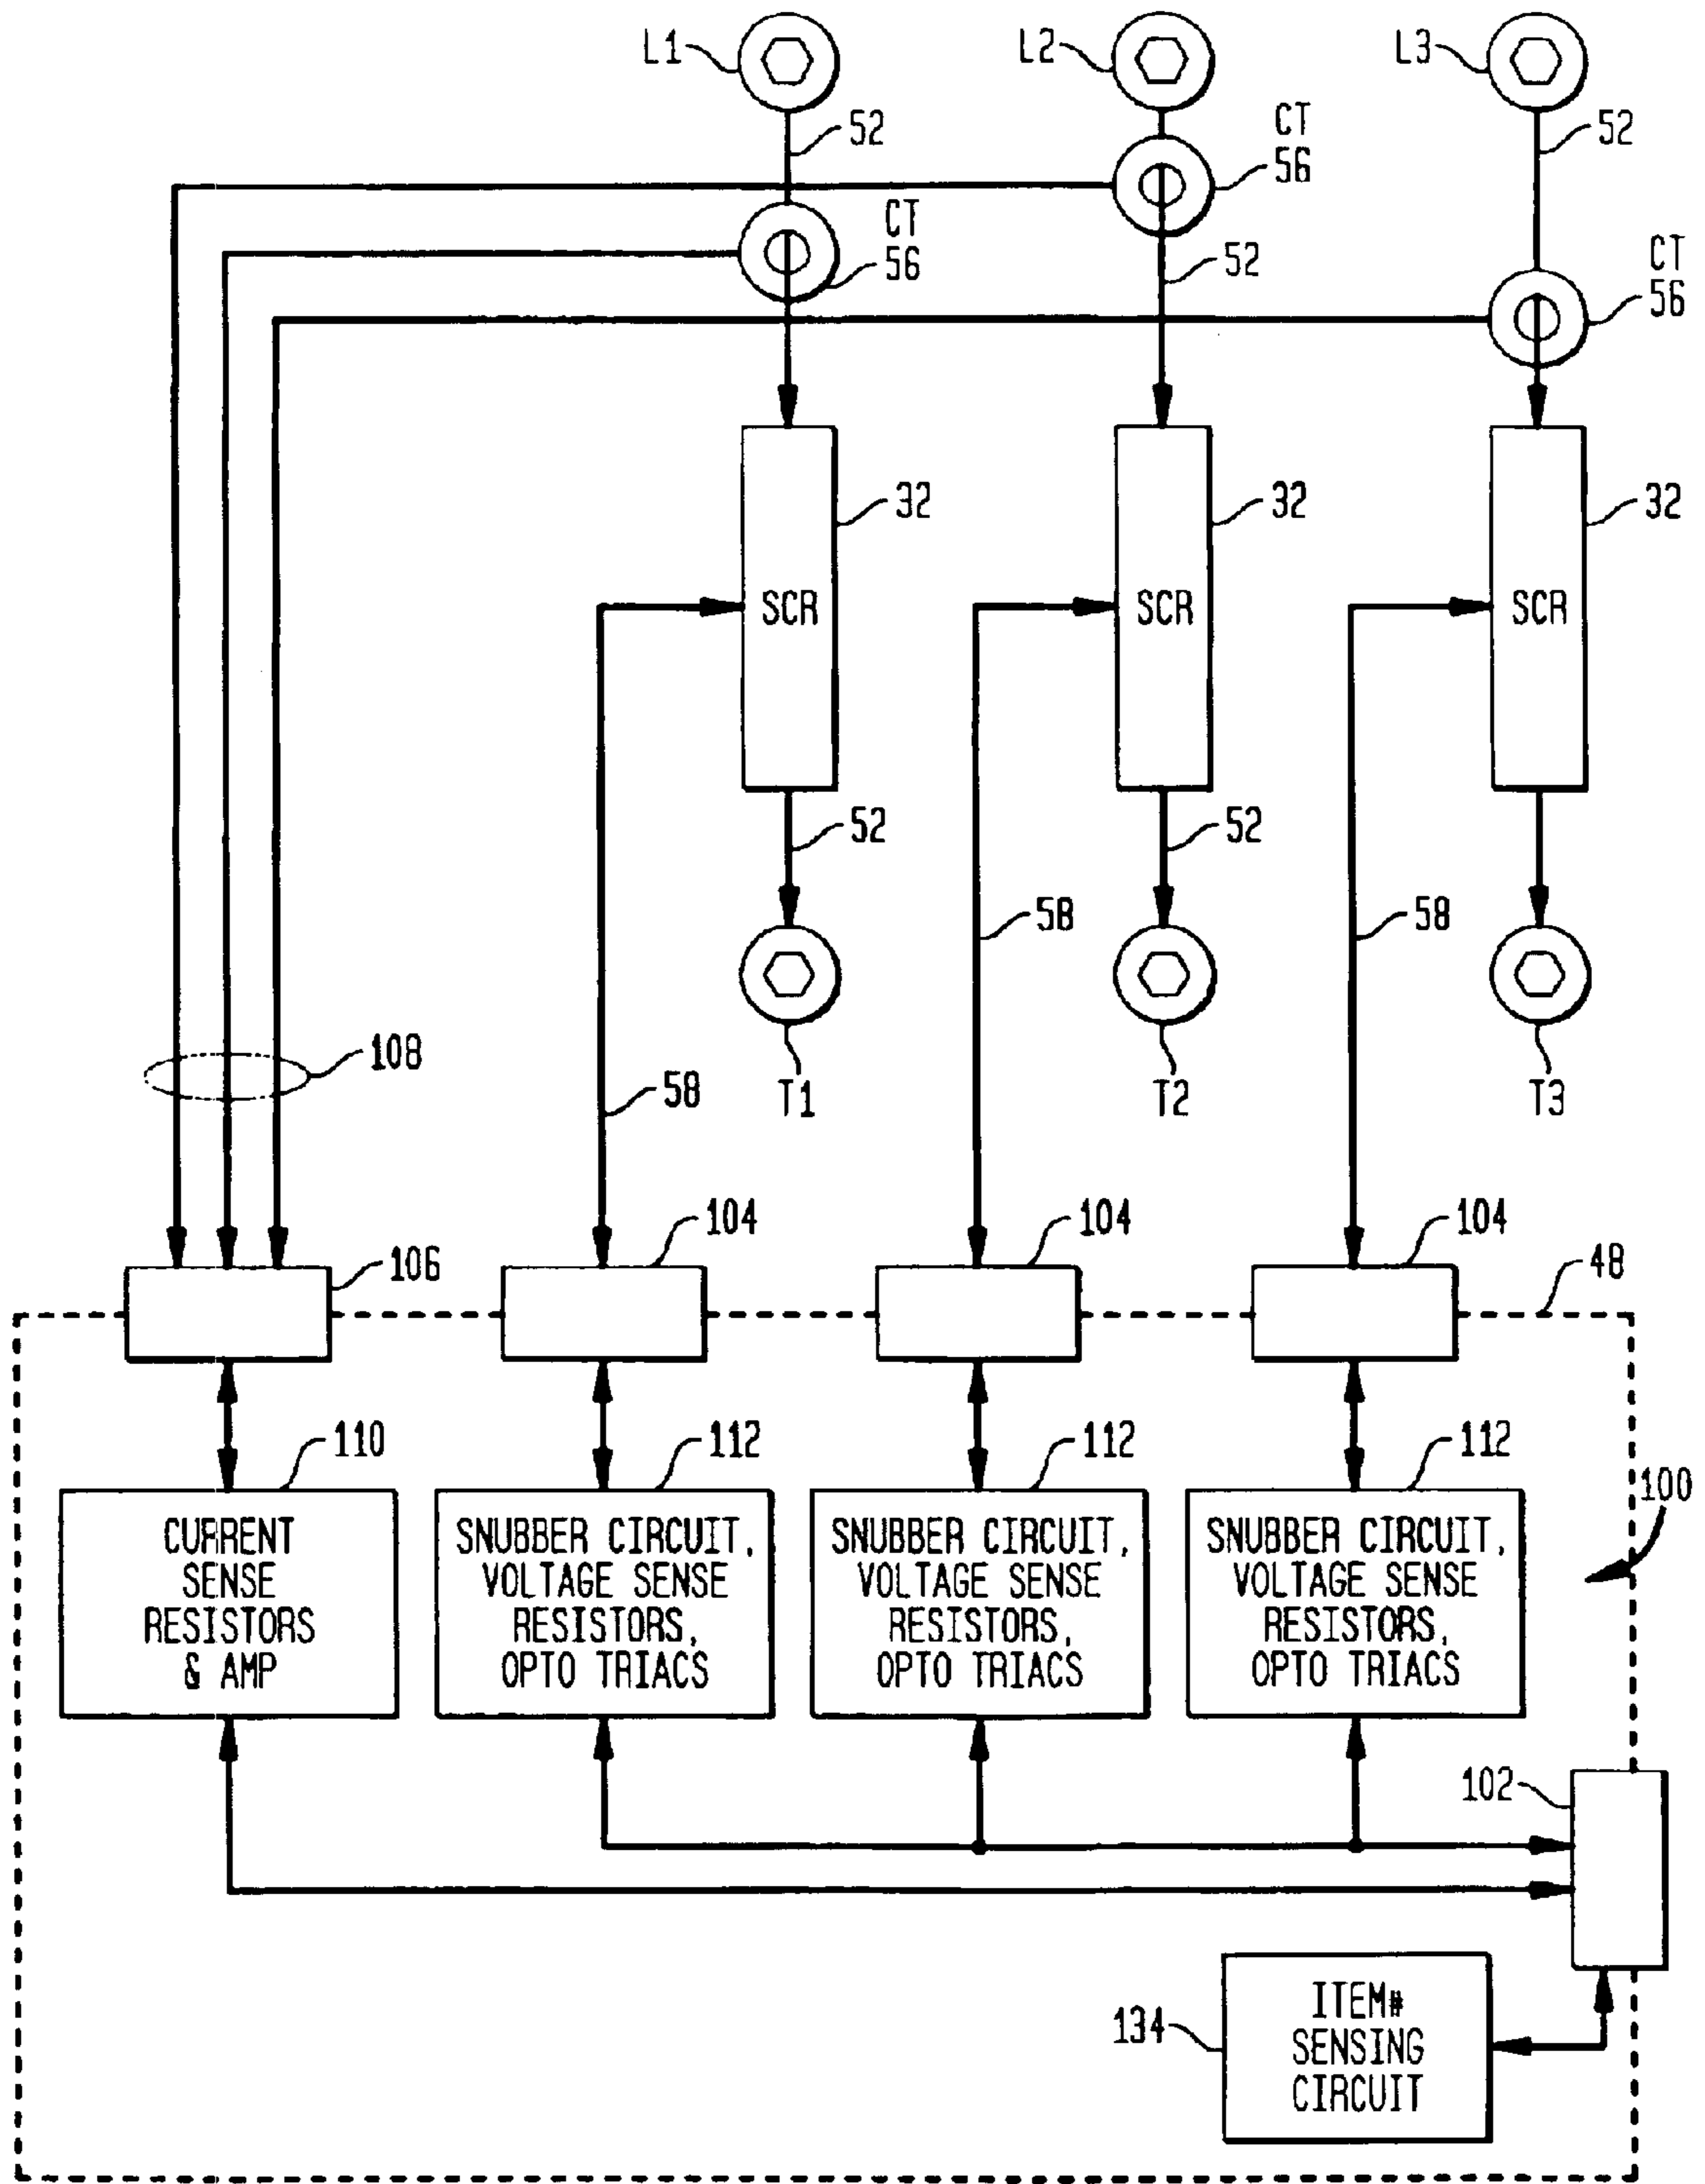 L1
L2
L3
52
CT
56
52
CT
56
52
CT
56
32
32
32
SCR
SCR
SCR
52
52
58
58
108
58
T1
T2
T3
106
104
104
104
48
110
112
112
112
100
CURRENT
SENSE
RESISTORS
& AMP
SNUBBER CIRCUIT,
VOLTAGE SENSE
RESISTORS,
OPTO TRIACS
SNUBBER CIRCUIT,
VOLTAGE SENSE
RESISTORS,
OPTO TRIACS
SNUBBER CIRCUIT,
VOLTAGE SENSE
RESISTORS,
OPTO TRIACS
102
134
ITEM#
SENSING
CIRCUIT